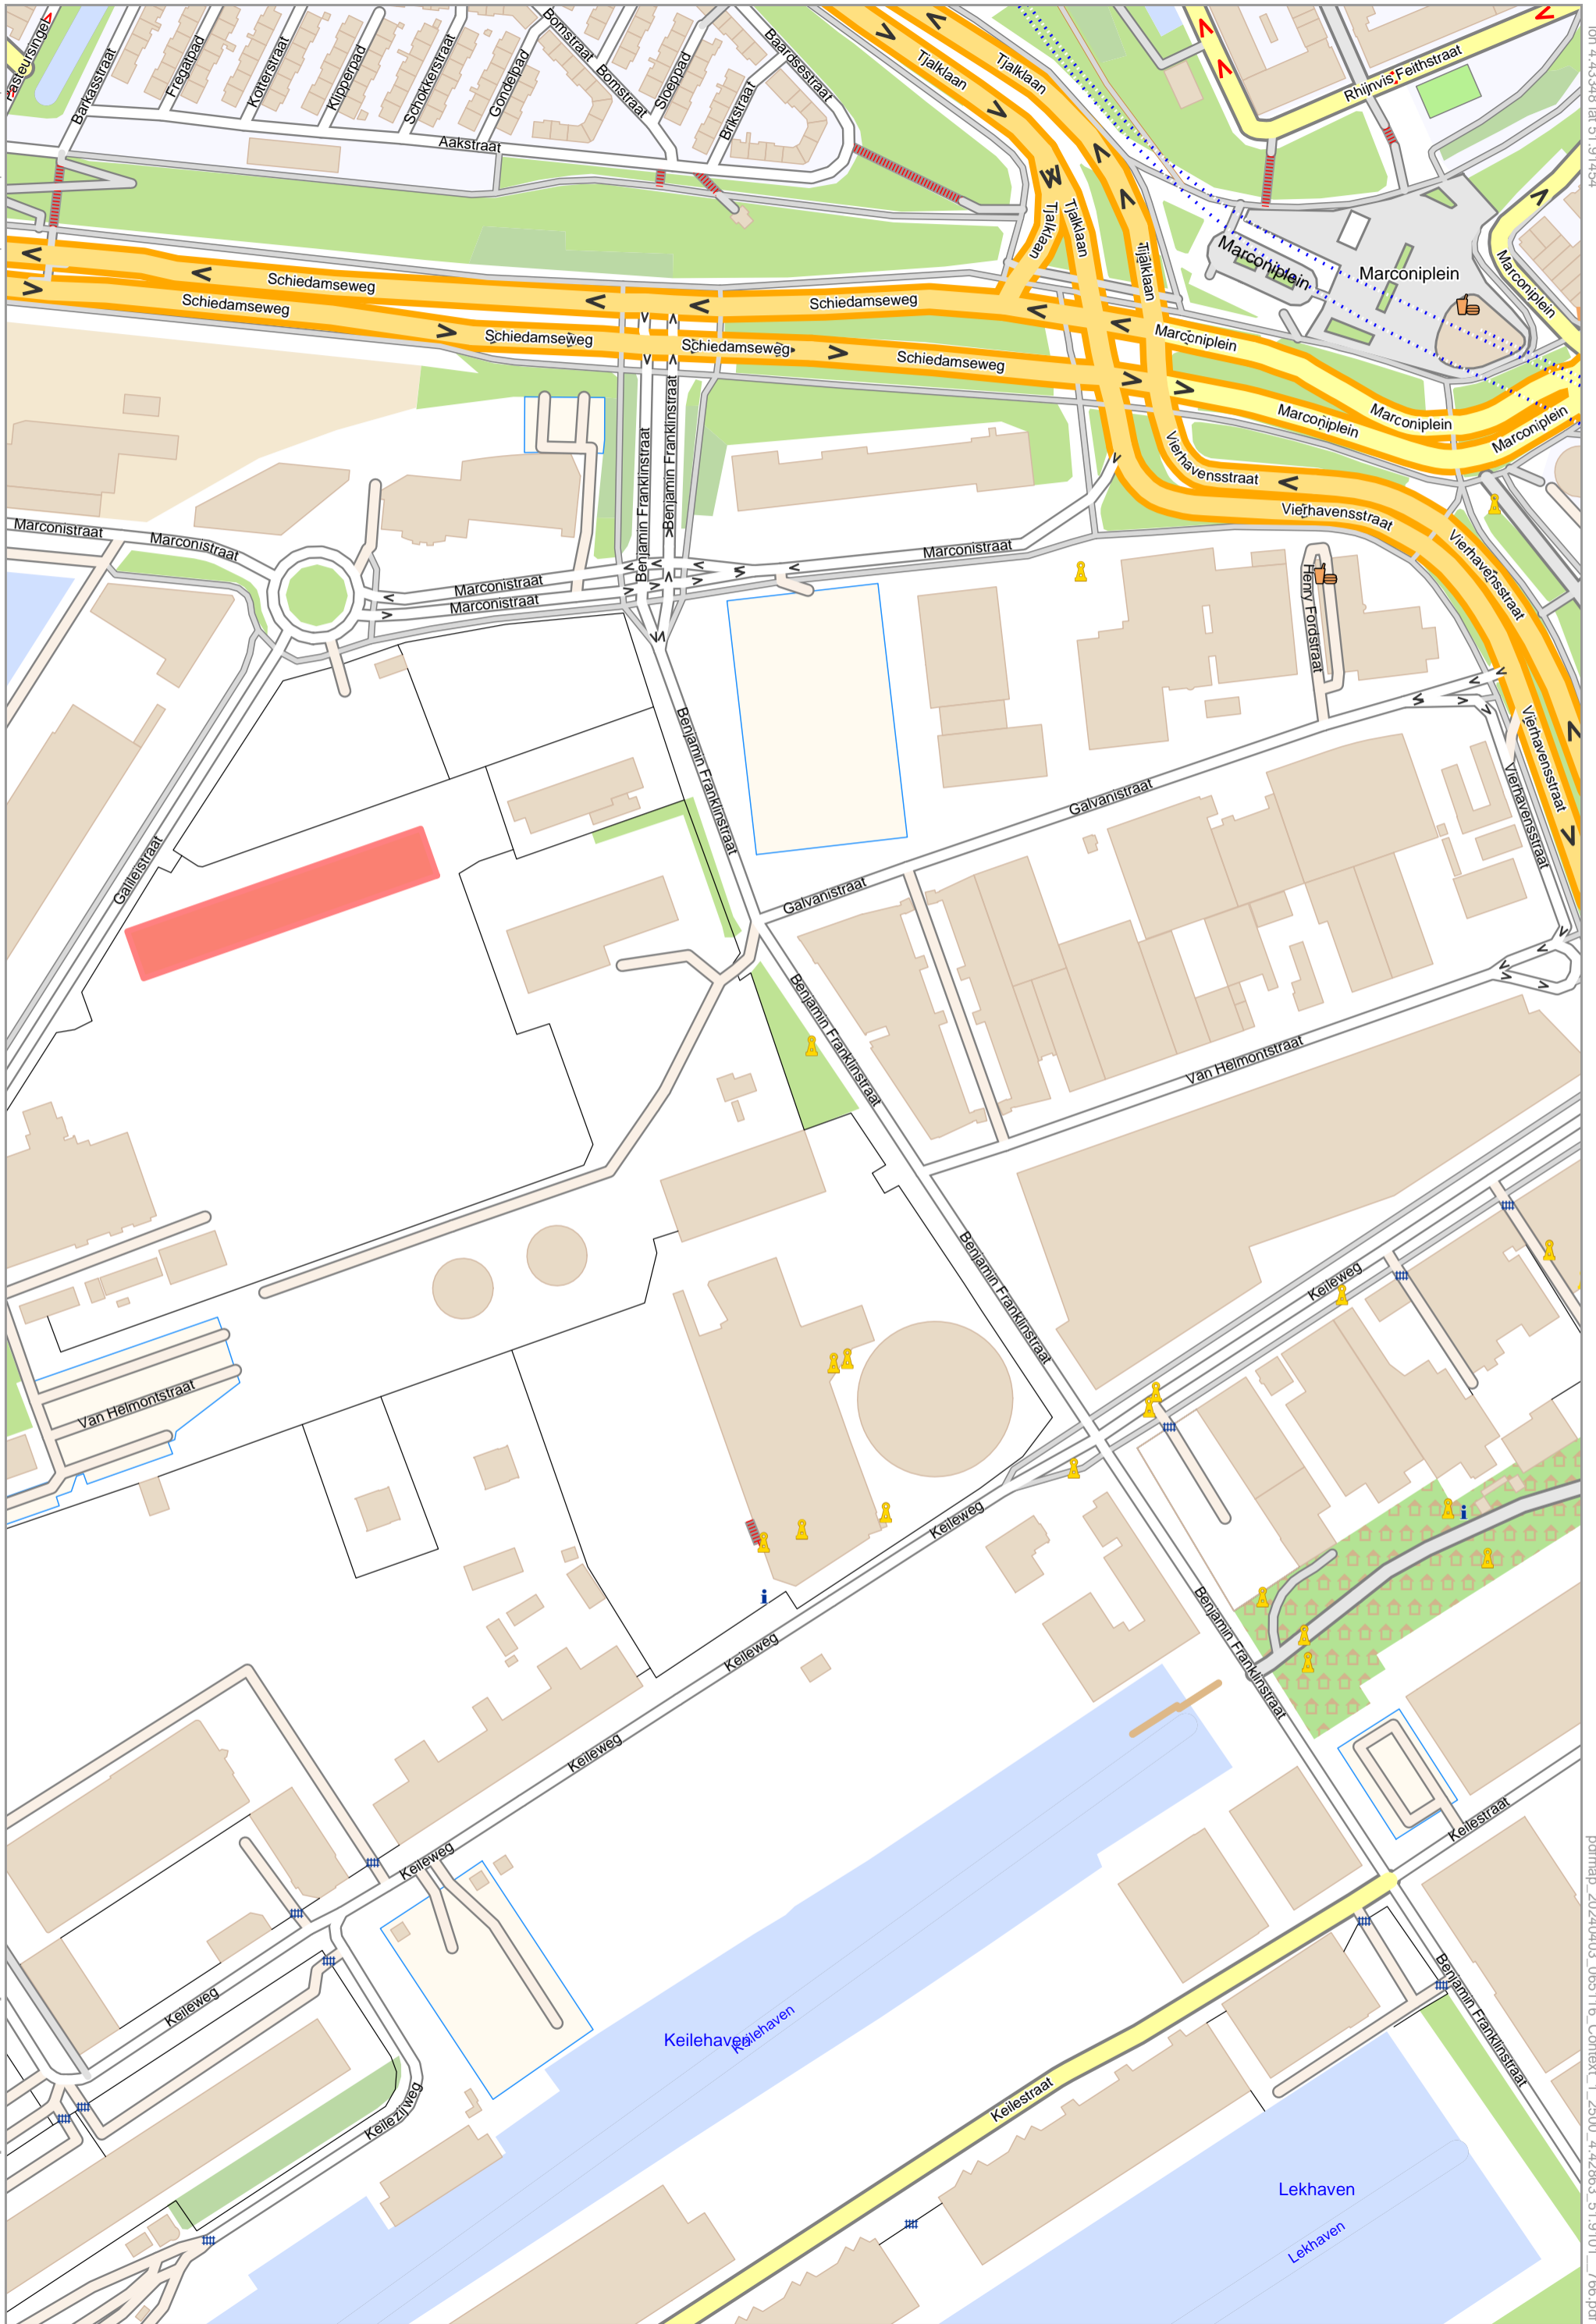 Pasteursingel
Barkasstraat
Fregatpad
Kotterstraat
Klipperpad
Schokkerstraat
Gondelpad
Bomstraat
Bomstraat
Sloeppad
Brikstraat
Baardsestraat
Aakstraat
Tjalklaan
Tjalklaan
Tjalklaan
Tjalklaan
Tjalklaan
Rhijnvis Feithstraat
Marconiplein
Marconiplein
Marconiplein
Schiedamseweg
Schiedamseweg
Schiedamseweg
Schiedamseweg
Schiedamseweg
Schiedamseweg
Marconiplein
Marconiplein
Marconiplein
Marconiplein
Benjamin Franklinstraat
Benjamin Franklinstraat
Vierhavensstraat
Vierhavensstraat
Vierhavensstraat
Vierhavensstraat
Vierhavensstraat
Marconistraat
Marconistraat
Marconistraat
Marconistraat
Marconistraat
Henry Fordstraat
Benjamin Franklinstraat
Galvanistraat
Galvanistraat
Galileistraat
Benjamin Franklinstraat
Van Helmontstraat
Benjamin Franklinstraat
Keileweg
Van Helmontstraat
Keileweg
Benjamin Franklinstraat
Keileweg
Keileweg
Keilestraat
Keileweg
Keileweg
Benjamin Franklinstraat
Keilehaven
Keilehaven
Keilezijweg
Keilestraat
Lekhaven
Lekhaven